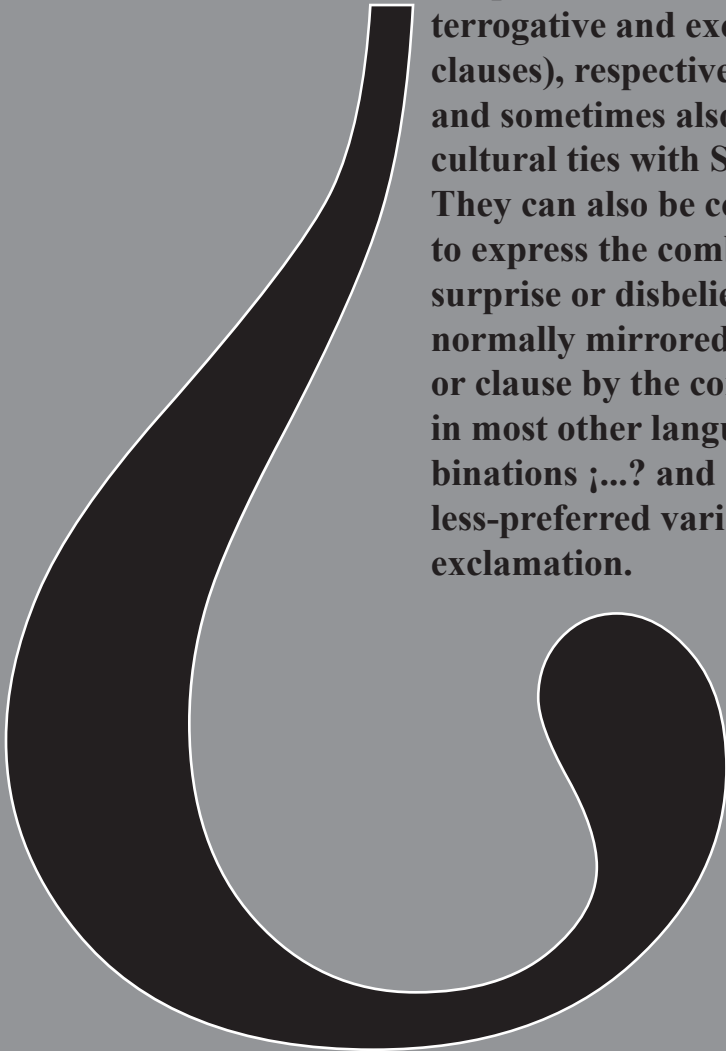 ¿
terrogative and exc
clauses), respective
and sometimes also
cultural ties with S
They can also be co
to express the com
surprise or disbelie
normally mirrored
or clause by the co
in most other langu
binations ¡...? and
less-preferred vari
exclamation.